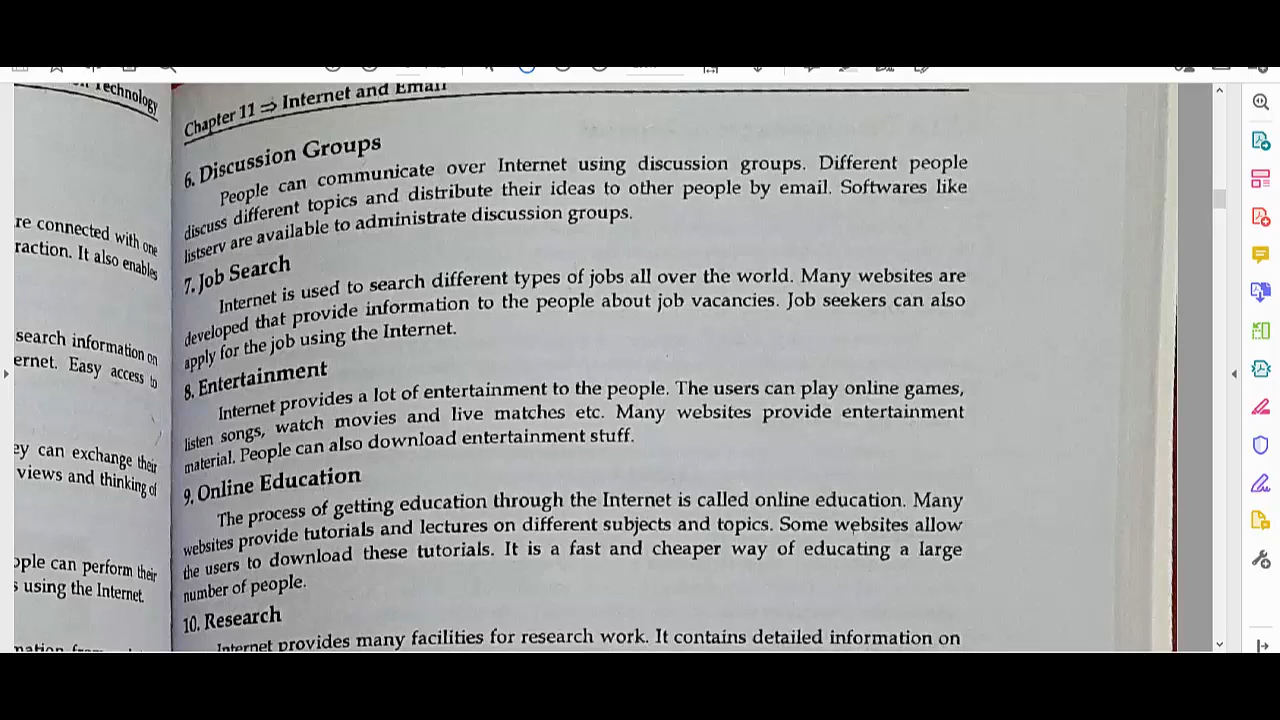 n Technology
re connected with one
raction. It also enables
search information on
ernet. Easy access to
ey can exchange their
views and thinking of
ople can perform their
s using the Internet.
Chapter 11 ⇒ Internet and Email
6. Discussion Groups
People can communicate over Internet using discussion groups. Different people
discuss different topics and distribute their ideas to other people by email. Softwares like
listserv are available to administrate discussion groups.
7. Job Search
Internet is used to search different types of jobs all over the world. Many websites are
developed that provide information to the people about job vacancies. Job seekers can also
apply for the job using the Internet.
8. Entertainment
Internet provides a lot of entertainment to the people. The users can play online games,
listen songs, watch movies and live matches etc. Many websites provide entertainment
material. People can also download entertainment stuff.
9. Online Education
The process of getting education through the Internet is called online education. Many
websites provide tutorials and lectures on different subjects and topics. Some websites allow
the users to download these tutorials. It is a fast and cheaper way of educating a large
number of people.
10. Research
Internet provides many facilities for research work. It contains detailed information on